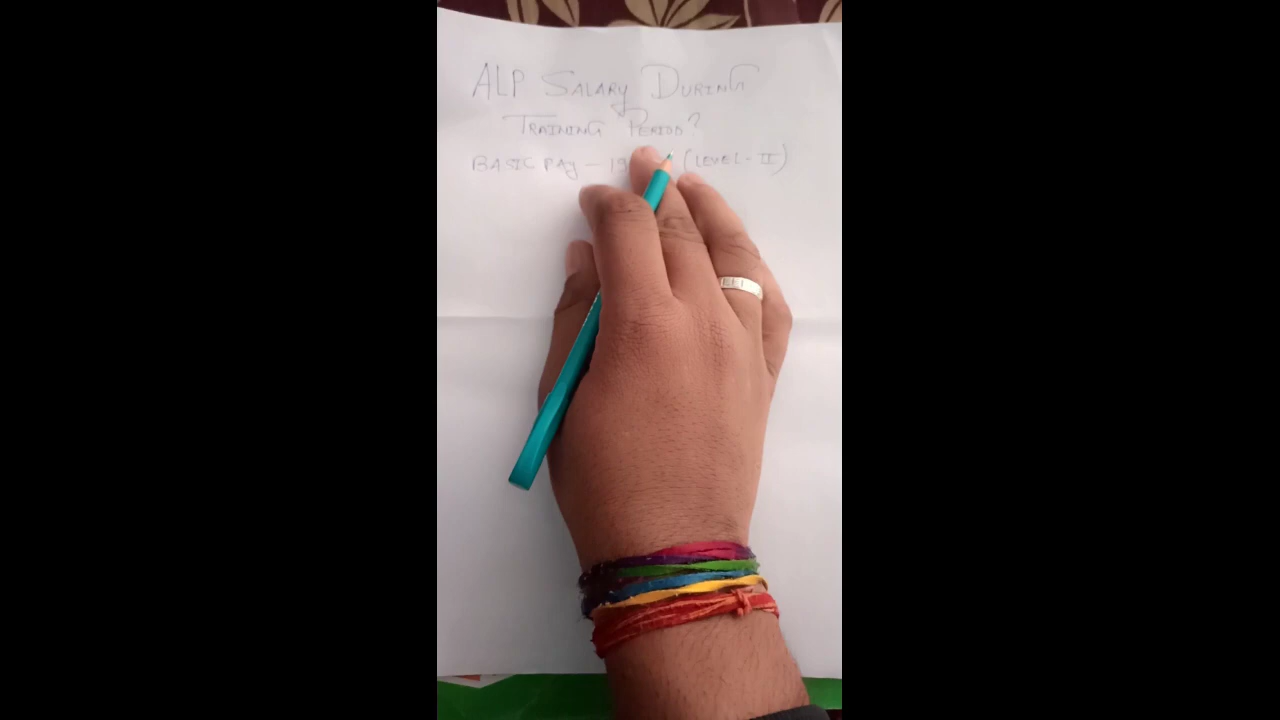 ALP SALARY DURING
TRAINING PERIOD?
BASIC PAY - (LEVEL-II)